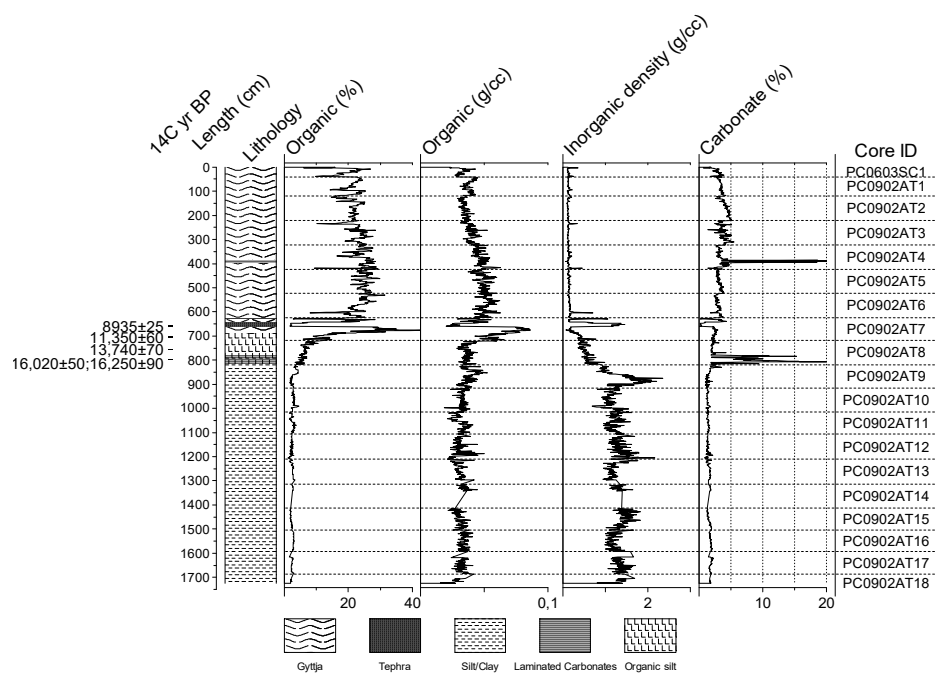 14C yr BP
Length (cm)
Lithology
Organic (%)
Organic (g/cc)
Inorganic density (g/cc)
Carbonate (%)
Core ID
0
100
200
300
400
500
600
700
800
900
1000
1100
1200
1300
1400
1500
1600
1700
8935±25
11,350±60
13,740±70
16,020±50;16,250±90
PC0603SC1
PC0902AT1
PC0902AT2
PC0902AT3
PC0902AT4
PC0902AT5
PC0902AT6
PC0902AT7
PC0902AT8
PC0902AT9
PC0902AT10
PC0902AT11
PC0902AT12
PC0902AT13
PC0902AT14
PC0902AT15
PC0902AT16
PC0902AT17
PC0902AT18
20 40 0,1 2 10 20
Gyttja Tephra Silt/Clay Laminated Carbonates Organic silt